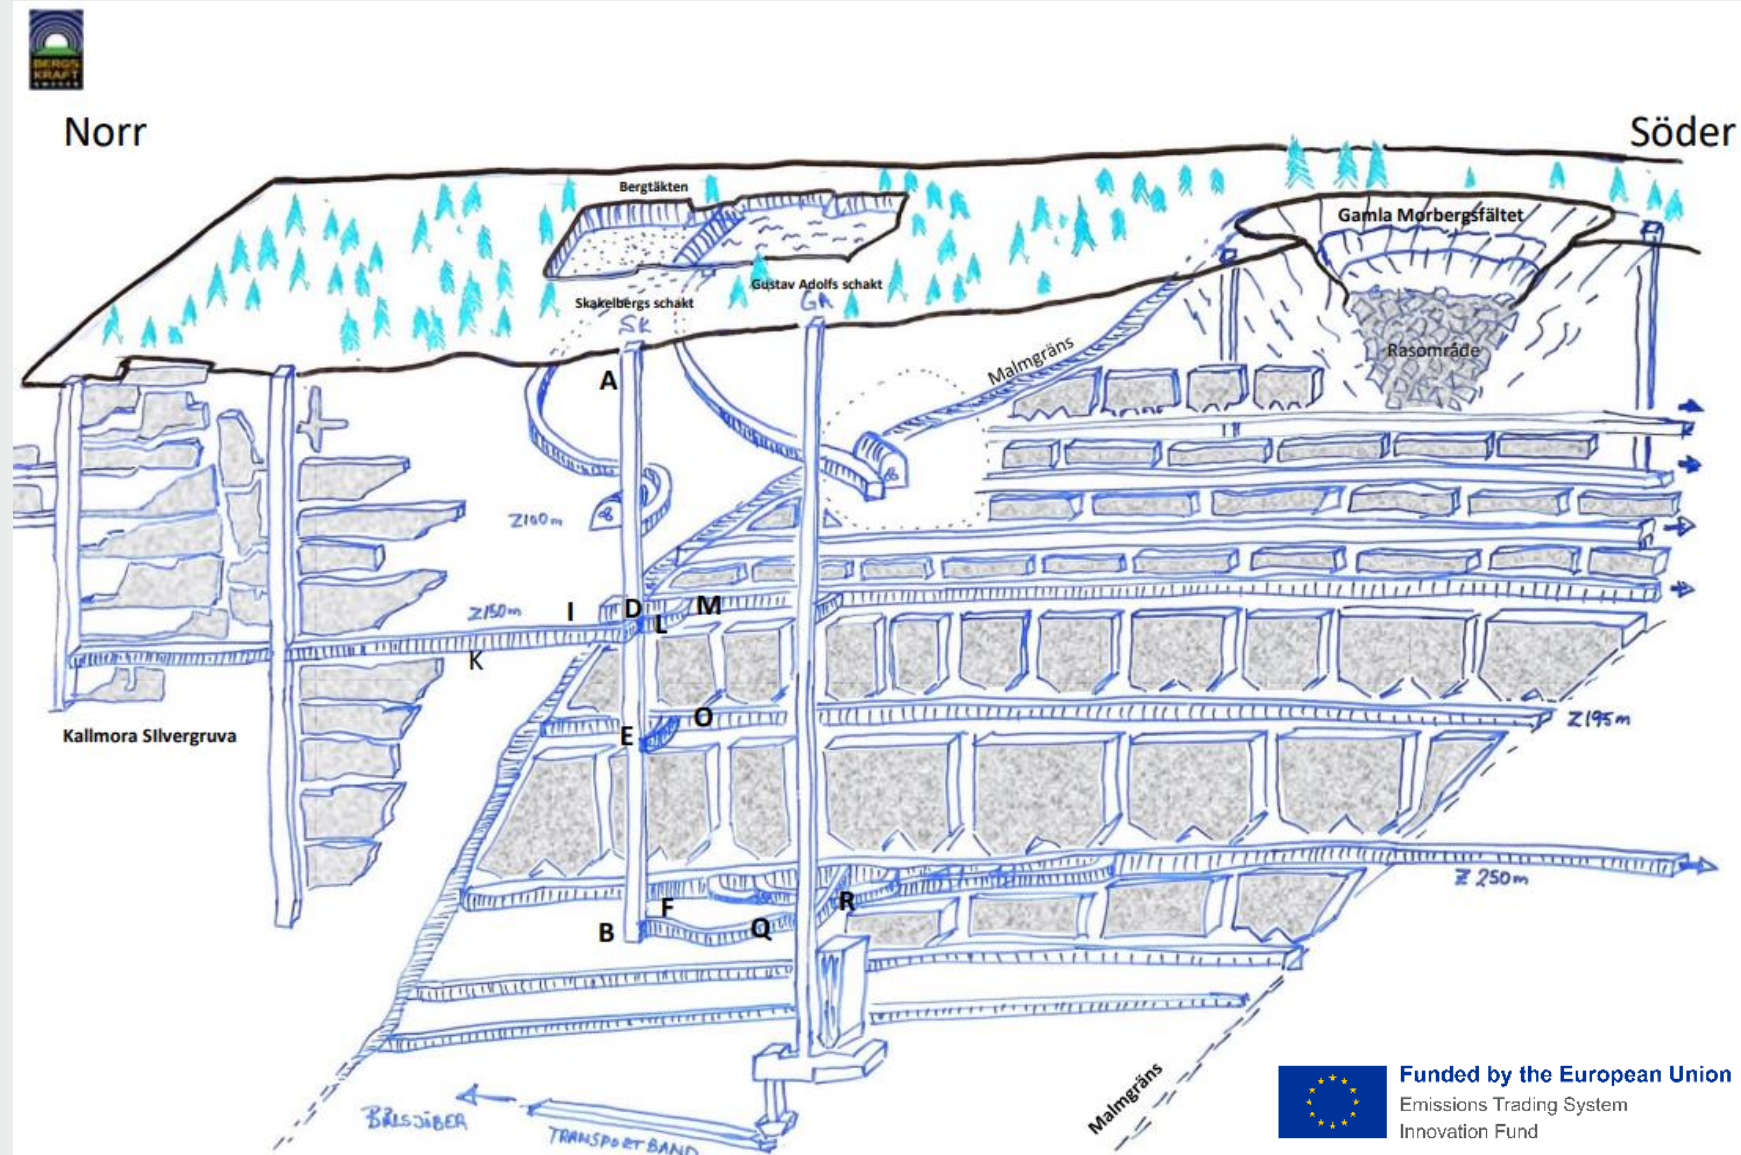 BERGS
KRAFT
Norr
Söder
Bergtäkten
Gamla Morbergsfältet
Skakelbergs schakt
Gustav Adolfs schakt
SK
GA
Rasområde
Malmgräns
A
Z100m
Z150m
I
D
M
L
K
Kallmora SIlvergruva
O
Z195m
E
Z 250m
F
R
B
Q
Malmgräns
TRANSPORTBAND
Funded by the European Union
Emissions Trading System
Innovation Fund